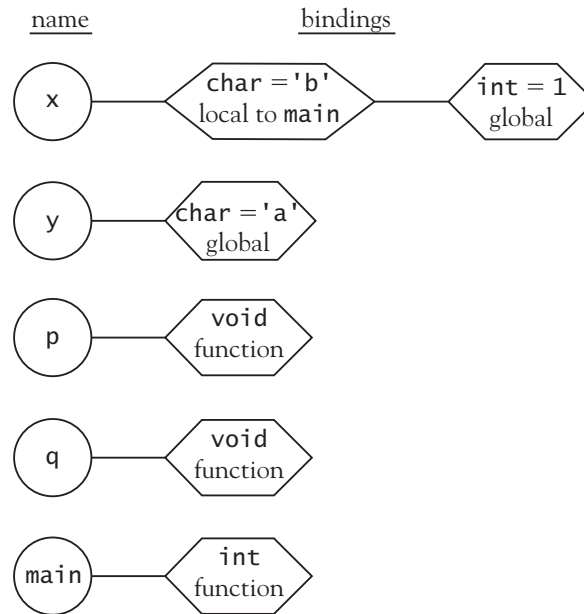 name bindings
x char = 'b' int = 1
local to main global
y char = 'a'
global
p void
function
q void
function
main int
function